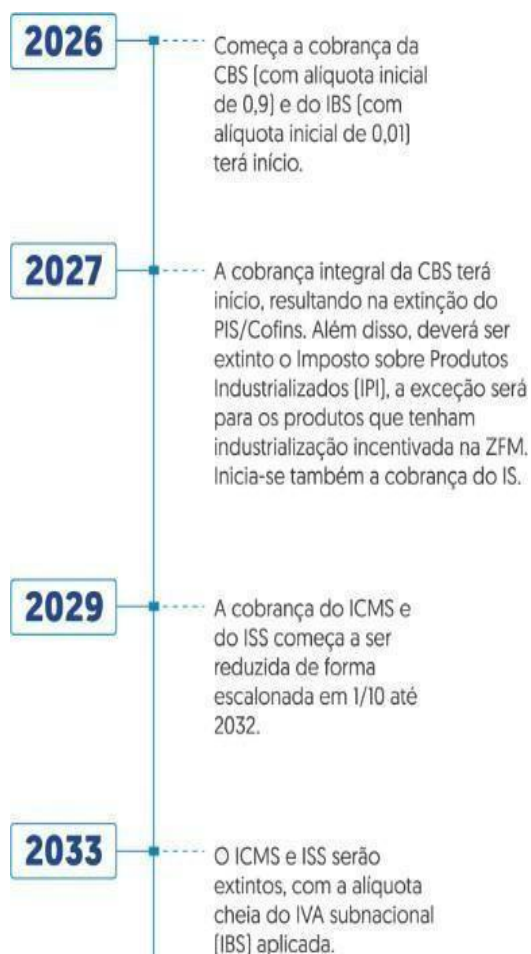 2026
Começa a cobrança da
CBS (com alíquota inicial
de 0,9) e do IBS (com
alíquota inicial de 0,01)
terá início.
2027
A cobrança integral da CBS terá
início, resultando na extinção do
PIS/Cofins. Além disso, deverá ser
extinto o Imposto sobre Produtos
Industrializados (IPI), a exceção será
para os produtos que tenham
industrialização incentivada na ZFM.
Inicia-se também a cobrança do IS.
2029
A cobrança do ICMS e
do ISS começa a ser
reduzida de forma
escalonada em 1/10 até
2032.
2033
O ICMS e ISS serão
extintos, com a alíquota
cheia do IVA subnacional
(IBS) aplicada.